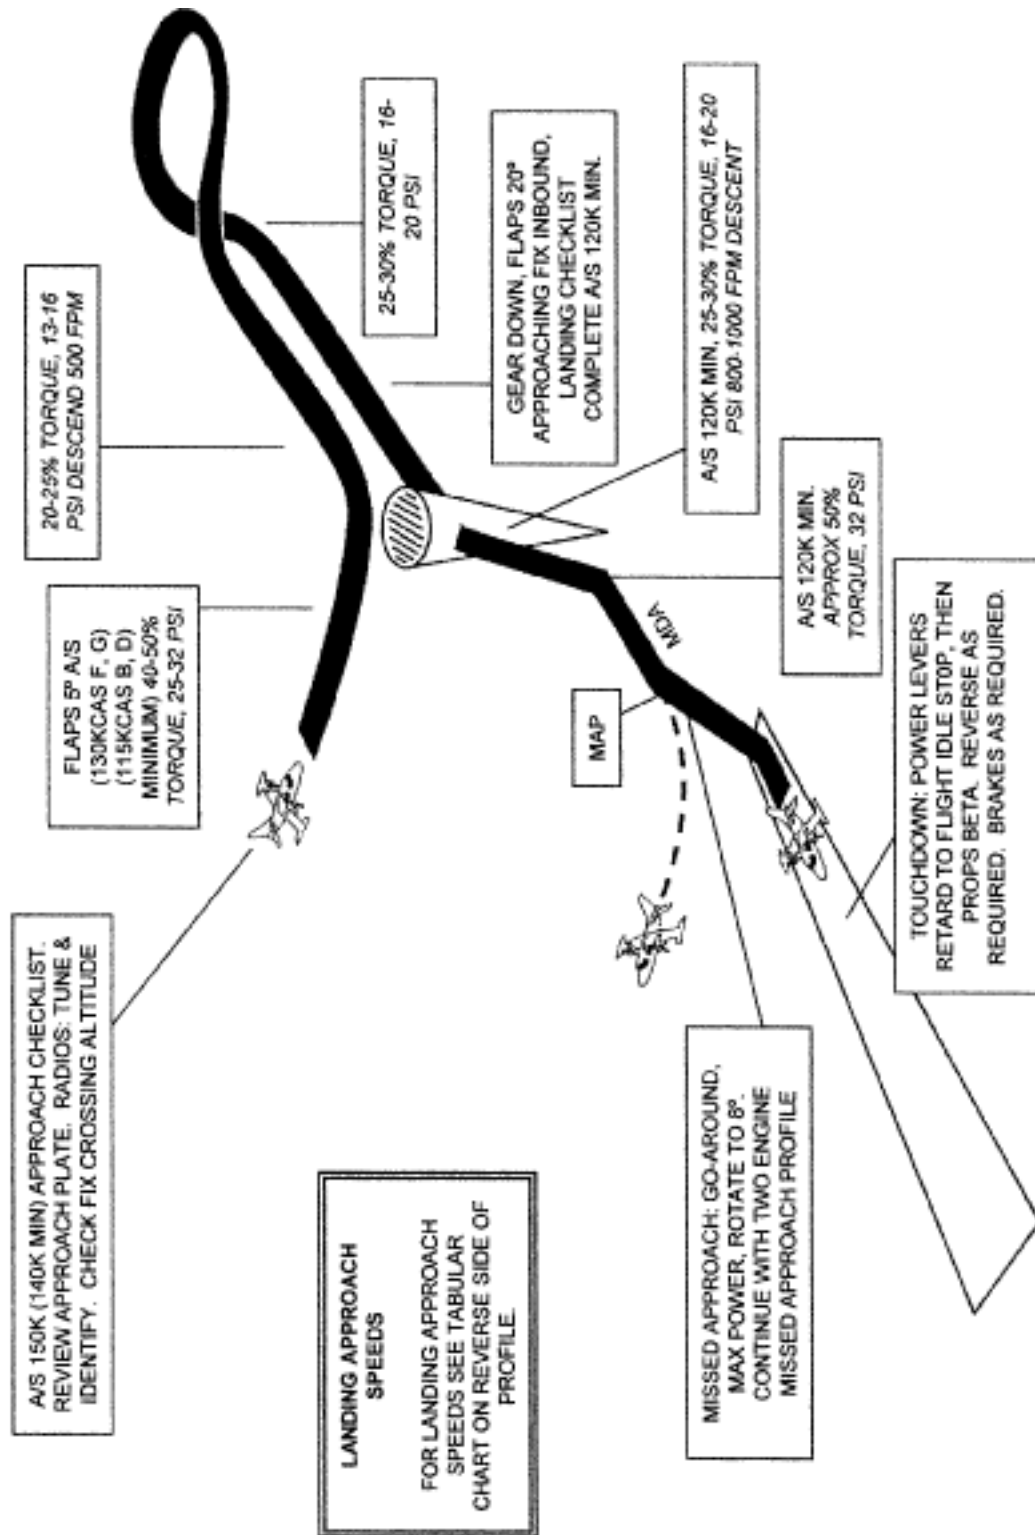 A/S 150K (140K MIN) APPROACH CHECKLIST.
REVIEW APPROACH PLATE. RADIOS: TUNE &
IDENTIFY. CHECK FIX CROSSING ALTITUDE
FLAPS 5º A/S
(130KCAS F, G)
(115KCAS B, D)
MINIMUM) 40-50%
TORQUE, 25-32 PSI
20-25% TORQUE, 13-16
PSI DESCEND 500 FPM
25-30% TORQUE, 16-
20 PSI
GEAR DOWN, FLAPS 20º
APPROACHING FIX INBOUND,
LANDING CHECKLIST
COMPLETE A/S 120K MIN.
A/S 120K MIN, 25-30% TORQUE, 16-20
PSI 800-1000 FPM DESCENT
A/S 120K MIN.
APPROX 50%
TORQUE, 32 PSI
MDA
MAP
LANDING APPROACH
SPEEDS
FOR LANDING APPROACH
SPEEDS SEE TABULAR
CHART ON REVERSE SIDE OF
PROFILE.
MISSED APPROACH: GO-AROUND,
MAX POWER, ROTATE TO 8º.
CONTINUE WITH TWO ENGINE
MISSED APPROACH PROFILE
TOUCHDOWN: POWER LEVERS
RETARD TO FLIGHT IDLE STOP, THEN
PROPS BETA. REVERSE AS
REQUIRED. BRAKES AS REQUIRED.